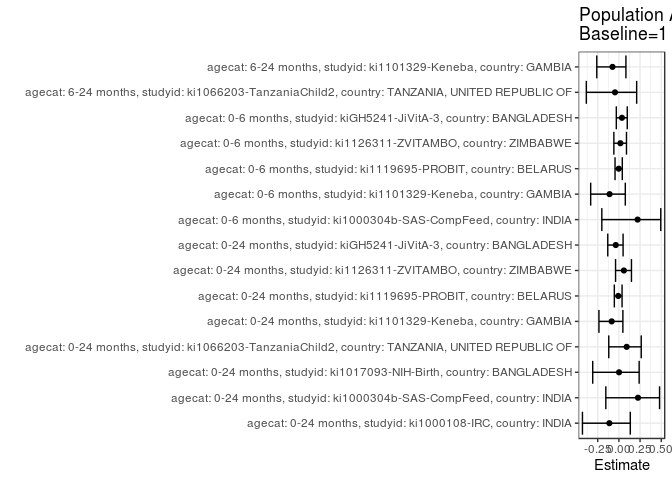 Population
Baseline=1
agecat: 6-24 months, studyid: ki1101329-Keneba, country: GAMBIA
agecat: 6-24 months, studyid: ki1066203-TanzaniaChild2, country: TANZANIA, UNITED REPUBLIC OF
agecat: 0-6 months, studyid: kiGH5241-JiVitA-3, country: BANGLADESH
agecat: 0-6 months, studyid: ki1126311-ZVITAMBO, country: ZIMBABWE
agecat: 0-6 months, studyid: ki1119695-PROBIT, country: BELARUS
agecat: 0-6 months, studyid: ki1101329-Keneba, country: GAMBIA
agecat: 0-6 months, studyid: ki1000304b-SAS-CompFeed, country: INDIA
agecat: 0-24 months, studyid: kiGH5241-JiVitA-3, country: BANGLADESH
agecat: 0-24 months, studyid: ki1126311-ZVITAMBO, country: ZIMBABWE
agecat: 0-24 months, studyid: ki1119695-PROBIT, country: BELARUS
agecat: 0-24 months, studyid: ki1101329-Keneba, country: GAMBIA
agecat: 0-24 months, studyid: ki1066203-TanzaniaChild2, country: TANZANIA, UNITED REPUBLIC OF
agecat: 0-24 months, studyid: ki1017093-NIH-Birth, country: BANGLADESH
agecat: 0-24 months, studyid: ki1000304b-SAS-CompFeed, country: INDIA
agecat: 0-24 months, studyid: ki1000108-IRC, country: INDIA
-0.25 0.00 0.25 0.50
Estimate